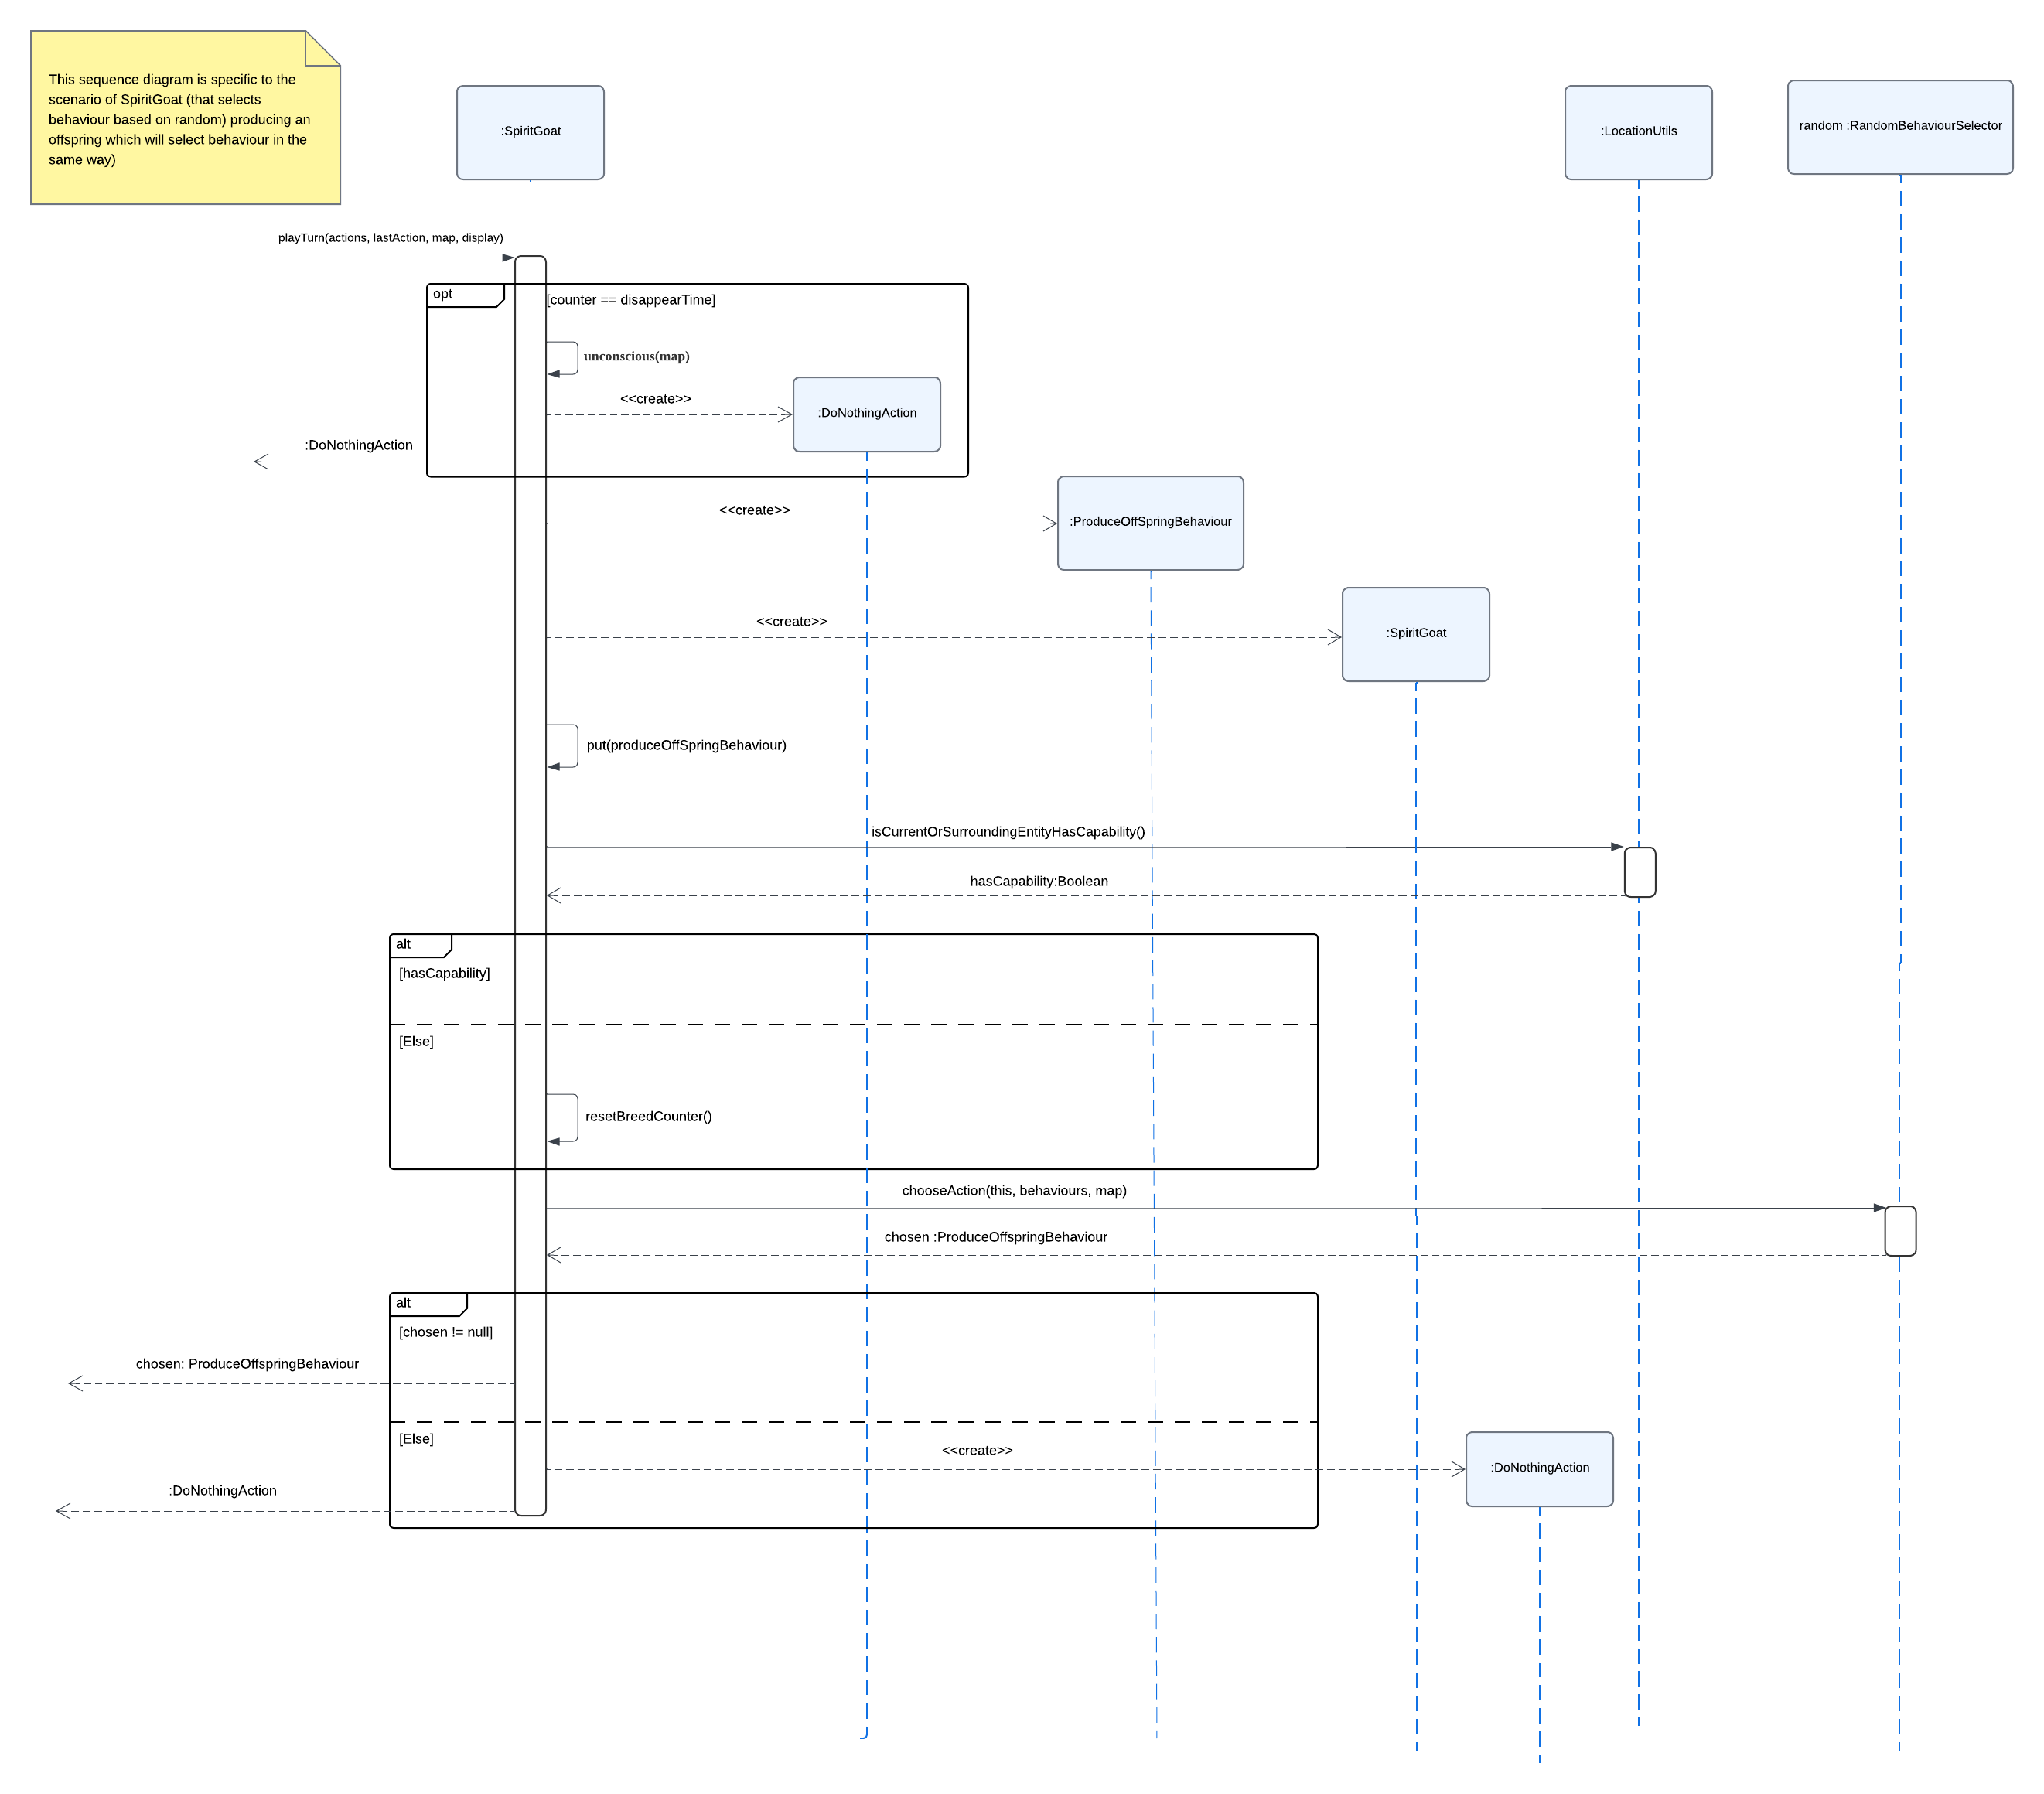 This sequence diagram is specific to the
scenario of SpiritGoat (that selects
behaviour based on random) producing an
offspring which will select behaviour in the
same way)
:SpiritGoat
:LocationUtils
random :RandomBehaviourSelector
playTurn(actions, lastAction, map, display)
opt
[counter == disappearTime]
unconscious(map)
<<create>>
:DoNothingAction
:DoNothingAction
<<create>>
:ProduceOffSpringBehaviour
<<create>>
:SpiritGoat
put(produceOffSpringBehaviour)
isCurrentOrSurroundingEntityHasCapability()
hasCapability:Boolean
alt
[hasCapability]
[Else]
resetBreedCounter()
chooseAction(this, behaviours, map)
chosen :ProduceOffspringBehaviour
alt
[chosen != null]
chosen: ProduceOffspringBehaviour
[Else]
<<create>>
:DoNothingAction
:DoNothingAction